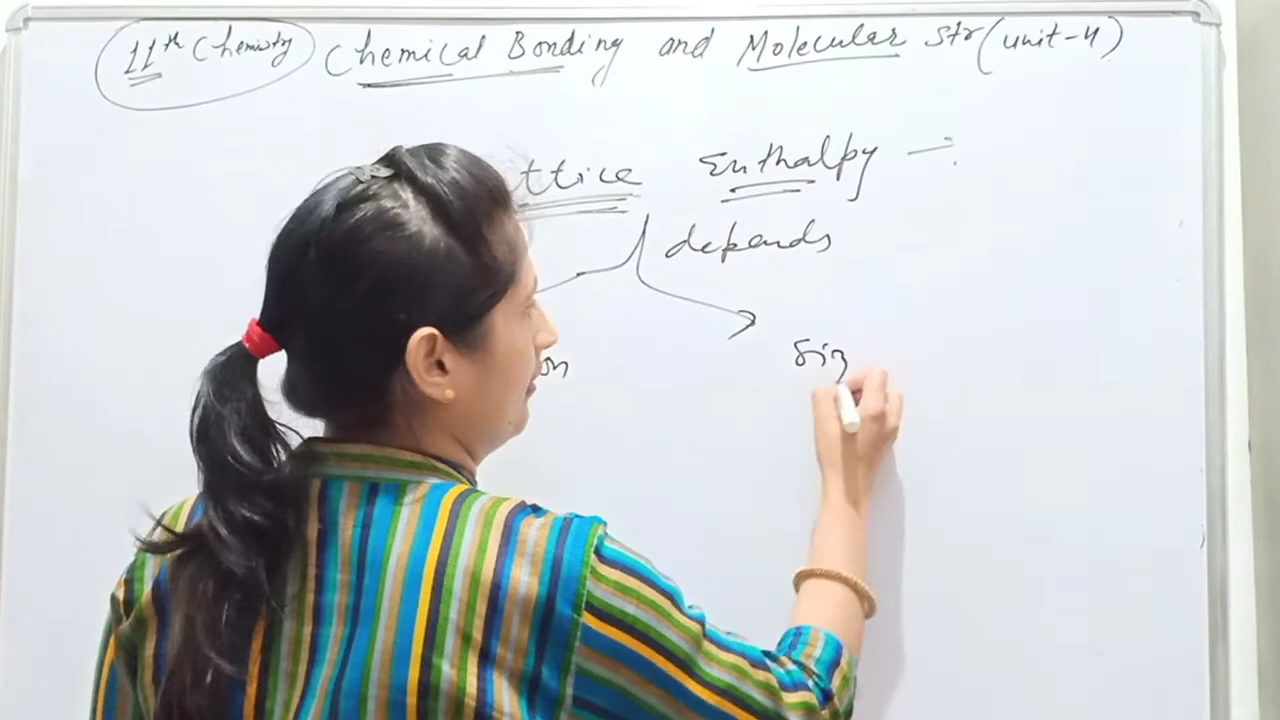 11th Chemistry Chemical Bonding and Molecular Str (unit-4)
ttice Enthalpy -:
depends
on Siz